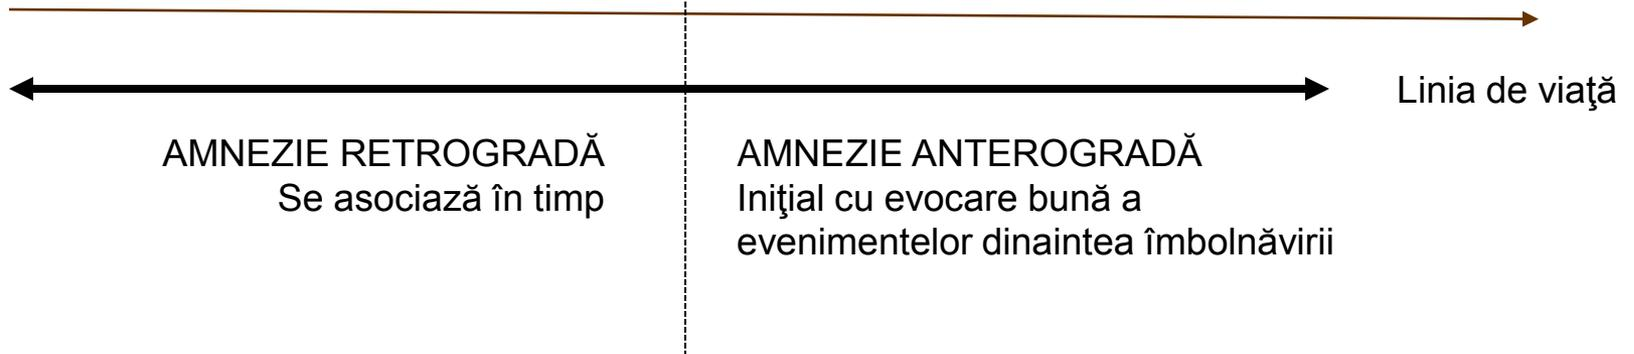 Linia de viaţă
AMNEZIE RETROGRADĂ
Se asociază în timp
AMNEZIE ANTEROGRADĂ
Iniţial cu evocare bună a
evenimentelor dinaintea îmbolnăvirii